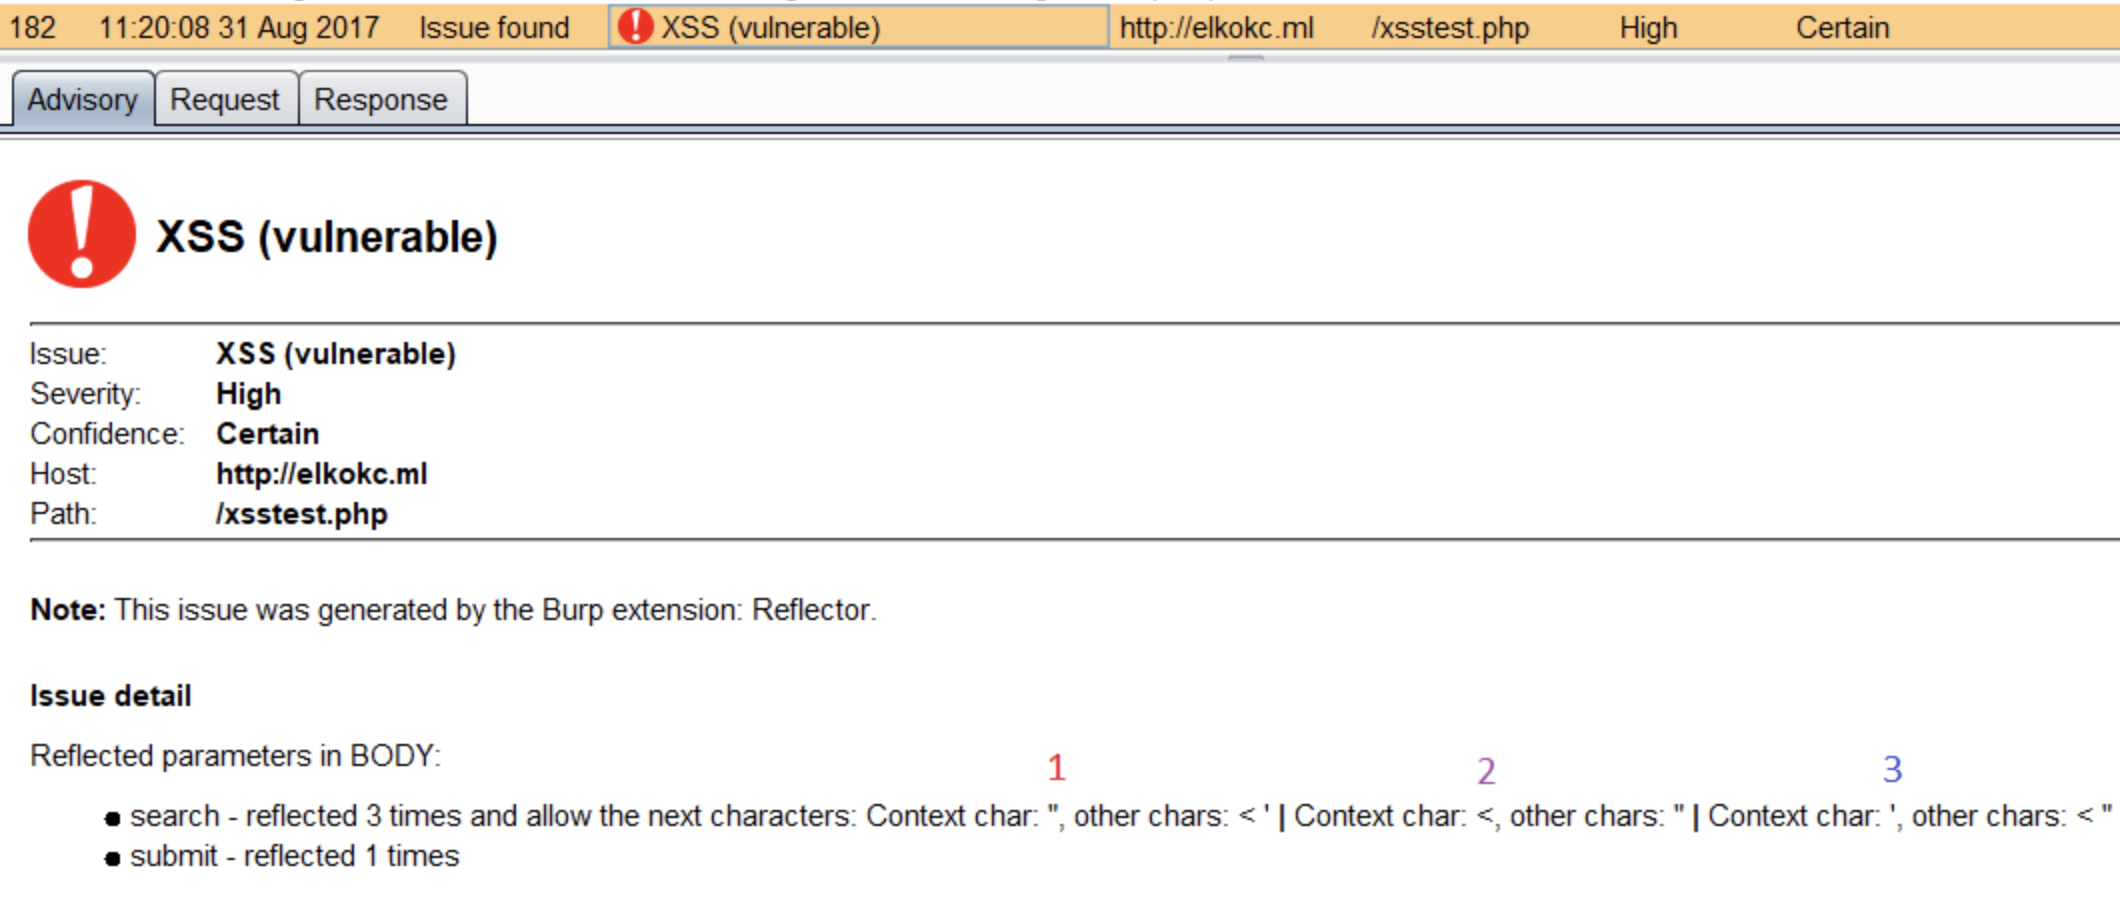 182 11:20:08 31 Aug 2017 Issue found XSS (vulnerable) http://elkokc.ml /xsstest.php High Certain
Advisory Request Response
XSS (vulnerable)
Issue: XSS (vulnerable)
Severity: High
Confidence: Certain
Host: http://elkokc.ml
Path: /xsstest.php
Note: This issue was generated by the Burp extension: Reflector.
Issue detail
Reflected parameters in BODY:
1 2 3
● search - reflected 3 times and allow the next characters: Context char: ", other chars: < ' | Context char: <, other chars: " | Context char: ', other chars: < "
● submit - reflected 1 times